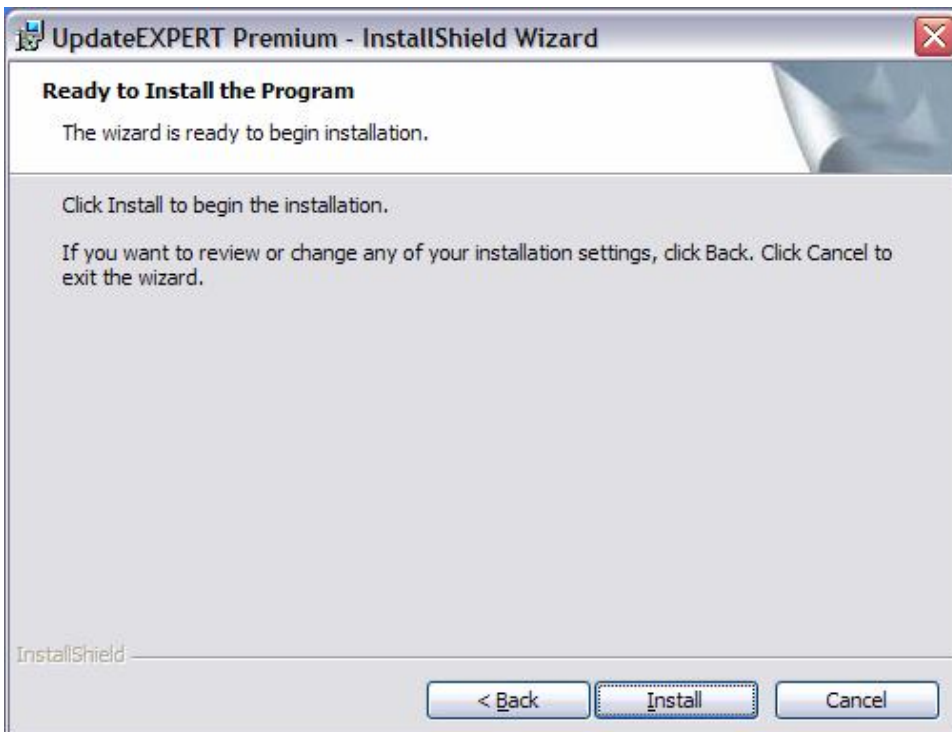 UpdateEXPERT Premium - InstallShield Wizard
Ready to Install the Program
The wizard is ready to begin installation.
Click Install to begin the installation.
If you want to review or change any of your installation settings, click Back. Click Cancel to
exit the wizard.
InstallShield
< Back Install Cancel